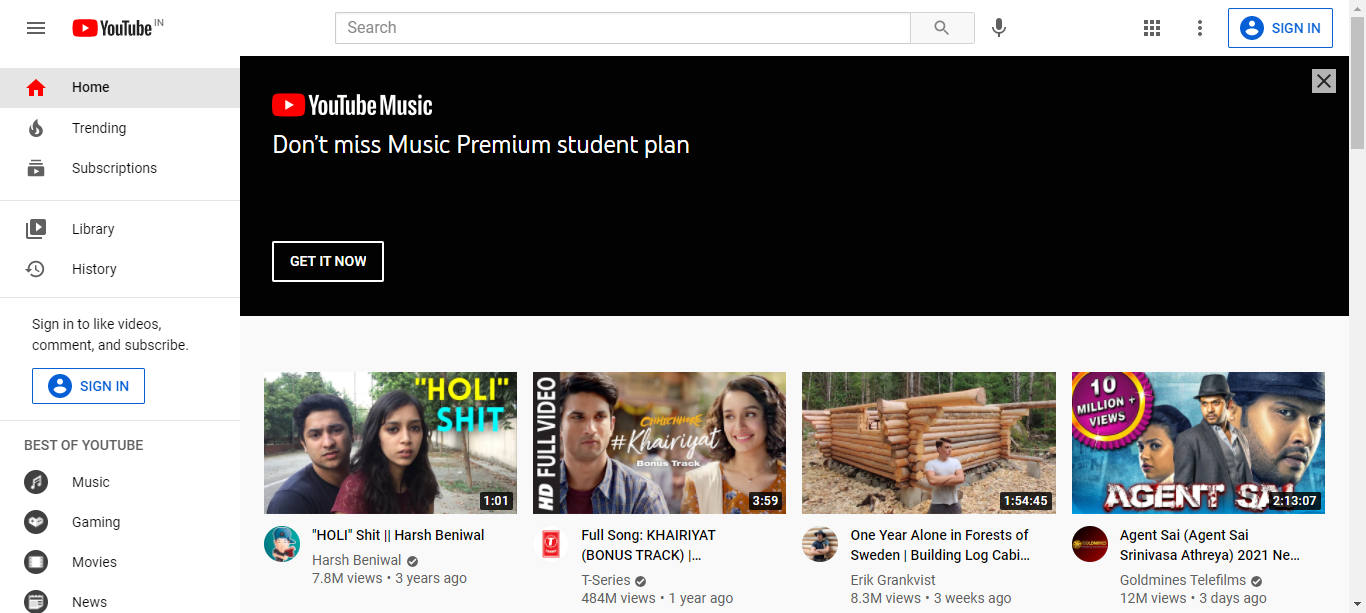 YouTube IN
Search
SIGN IN
Home
Trending
Subscriptions
Library
History
Sign in to like videos,
comment, and subscribe.
SIGN IN
BEST OF YOUTUBE
Music
Gaming
Movies
News
YouTube Music
Don't miss Music Premium student plan
GET IT NOW
"HOLI"
SHIT
1:01
"HOLI" Shit || Harsh Beniwal
Harsh Beniwal
7.8M views • 3 years ago
HD FULL VIDEO
CHHICHHORE
#Khairiyat
Bonus Track
3:59
Full Song: KHAIRIYAT
(BONUS TRACK) |...
T-Series
484M views • 1 year ago
1:54:45
One Year Alone in Forests of
Sweden | Building Log Cabi...
Erik Grankvist
8.3M views • 3 weeks ago
10
MILLION +
VIEWS
AGENT SAI
2:13:07
Agent Sai (Agent Sai
Srinivasa Athreya) 2021 Ne...
Goldmines Telefilms
12M views • 3 days ago